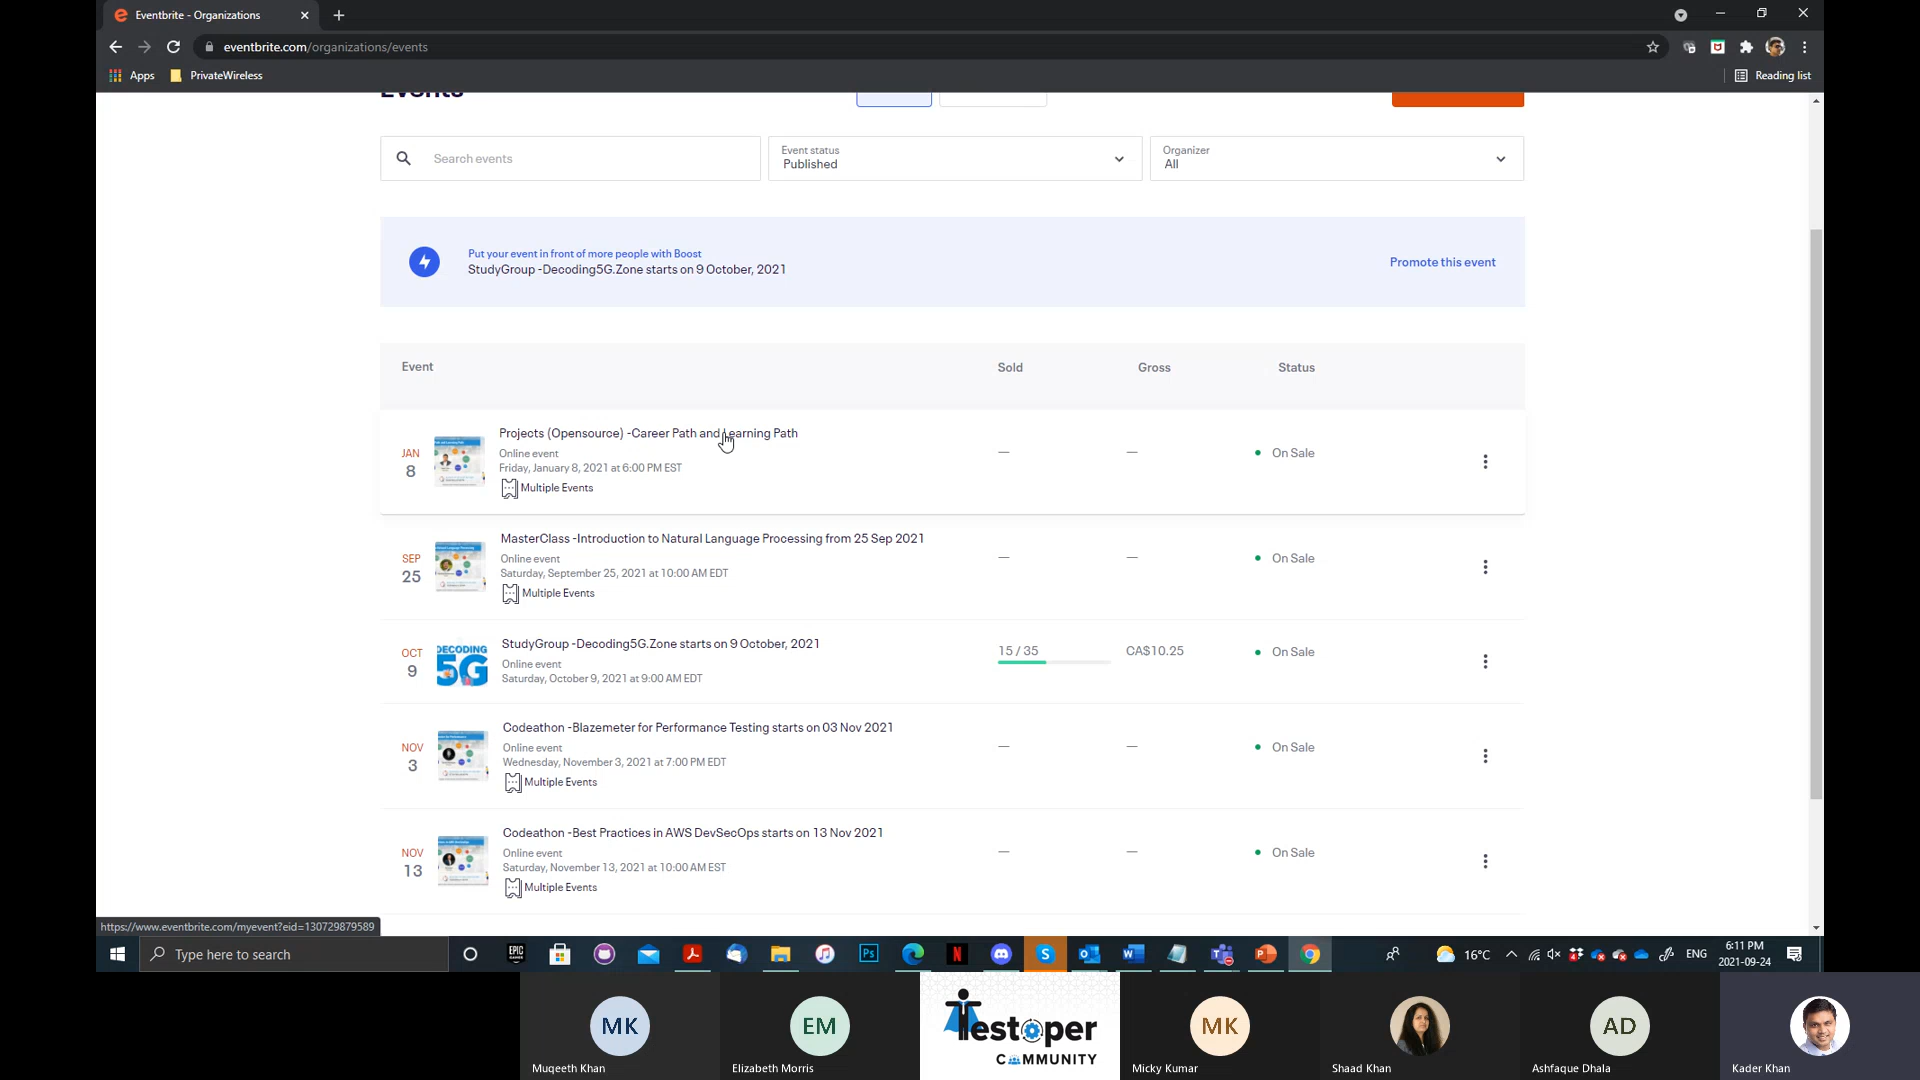 Eventbrite - Organizations
eventbrite.com/organizations/events
Apps
PrivateWireless
Reading list
Events
Search events
Event status
Published
Organizer
All
Put your event in front of more people with Boost
StudyGroup -Decoding5G.Zone starts on 9 October, 2021
Promote this event
Event Sold Gross Status
JAN
8
Projects (Opensource) -Career Path and Learning Path
Online event
Friday, January 8, 2021 at 6:00 PM EST
Multiple Events
— — On Sale
SEP
25
MasterClass -Introduction to Natural Language Processing from 25 Sep 2021
Online event
Saturday, September 25, 2021 at 10:00 AM EDT
Multiple Events
— — On Sale
OCT
9
DECODING
5G
StudyGroup -Decoding5G.Zone starts on 9 October, 2021
Online event
Saturday, October 9, 2021 at 9:00 AM EDT
15 / 35 CA$10.25 On Sale
NOV
3
Codeathon -Blazemeter for Performance Testing starts on 03 Nov 2021
Online event
Wednesday, November 3, 2021 at 7:00 PM EDT
Multiple Events
— — On Sale
NOV
13
Codeathon -Best Practices in AWS DevSecOps starts on 13 Nov 2021
Online event
Saturday, November 13, 2021 at 10:00 AM EST
Multiple Events
— — On Sale
https://www.eventbrite.com/myevent?eid=130729879589
Type here to search
EPIC
GAMES
Ps
N
S
W
16°C
ENG
6:11 PM
2021-09-24
MK
Muqeeth Khan
EM
Elizabeth Morris
Testoper
COMMUNITY
MK
Micky Kumar
Shaad Khan
AD
Ashfaque Dhala
Kader Khan